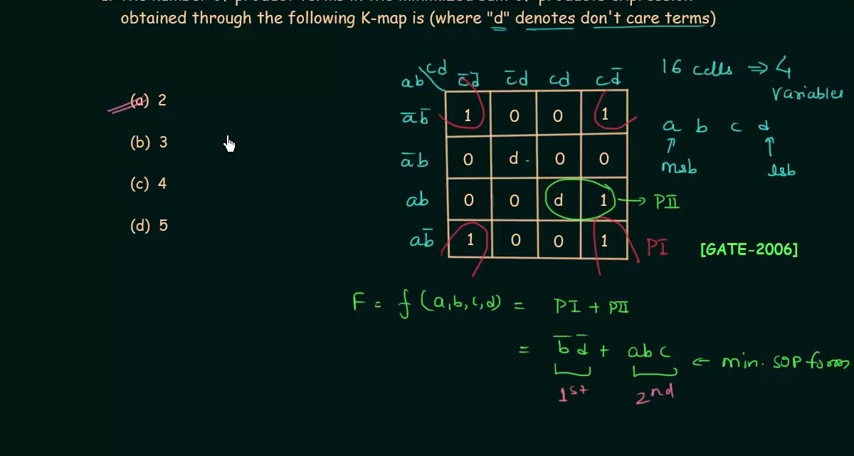 obtained through the following K-map is (where "d" denotes don't care terms)
(a) 2
(b) 3
(c) 4
(d) 5
ab cd c̅d̅ c̅d cd cd̅
a̅b̅ 1 0 0 1
a̅b 0 d 0 0
ab 0 0 d 1 → PII
ab̅ 1 0 0 1 PI
16 cells ⇒ 4
variables
a b c d
↑ ↑
msb lsb
[GATE-2006]
F = f(a,b,c,d) = PI + PII
= b̅ d̅ + abc ← min. SOP form
1st 2nd